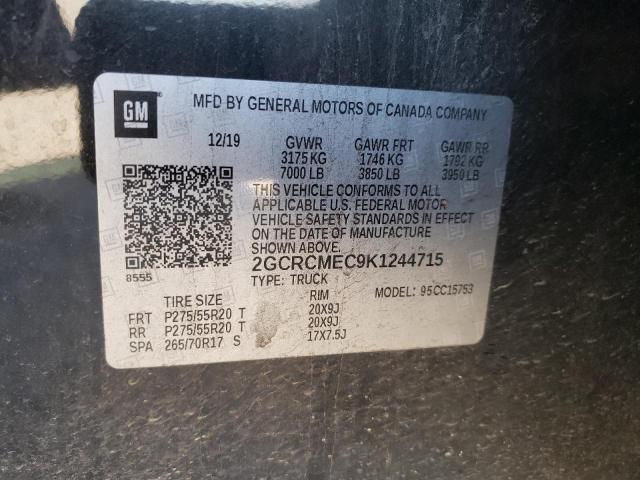 GM
MFD BY GENERAL MOTORS OF CANADA COMPANY
12/19 GVWR GAWR FRT GAWR RR
3175 KG 1746 KG 1792 KG
7000 LB 3850 LB 3950 LB
THIS VEHICLE CONFORMS TO ALL
APPLICABLE U.S. FEDERAL MOTOR
VEHICLE SAFETY STANDARDS IN EFFECT
ON THE DATE OF MANUFACTURE
SHOWN ABOVE.
8555
2GCRCMEC9K1244715
TYPE: TRUCK MODEL: 95CC15753
TIRE SIZE RIM
FRT P275/55R20 T 20X9J
RR P275/55R20 T 20X9J
SPA 265/70R17 S 17X7.5J